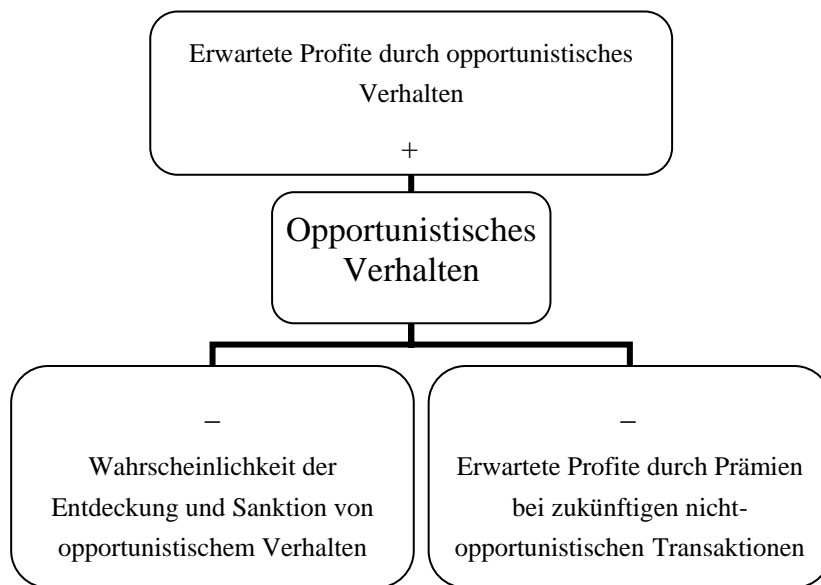 Erwartete Profite durch opportunistisches
Verhalten
+
Opportunistisches
Verhalten
–
Wahrscheinlichkeit der
Entdeckung und Sanktion von
opportunistischem Verhalten
–
Erwartete Profite durch Prämien
bei zukünftigen nicht-
opportunistischen Transaktionen